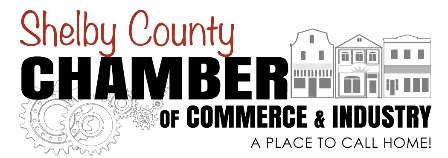 Shelby County
CHAMBER
OF COMMERCE & INDUSTRY
A PLACE TO CALL HOME!